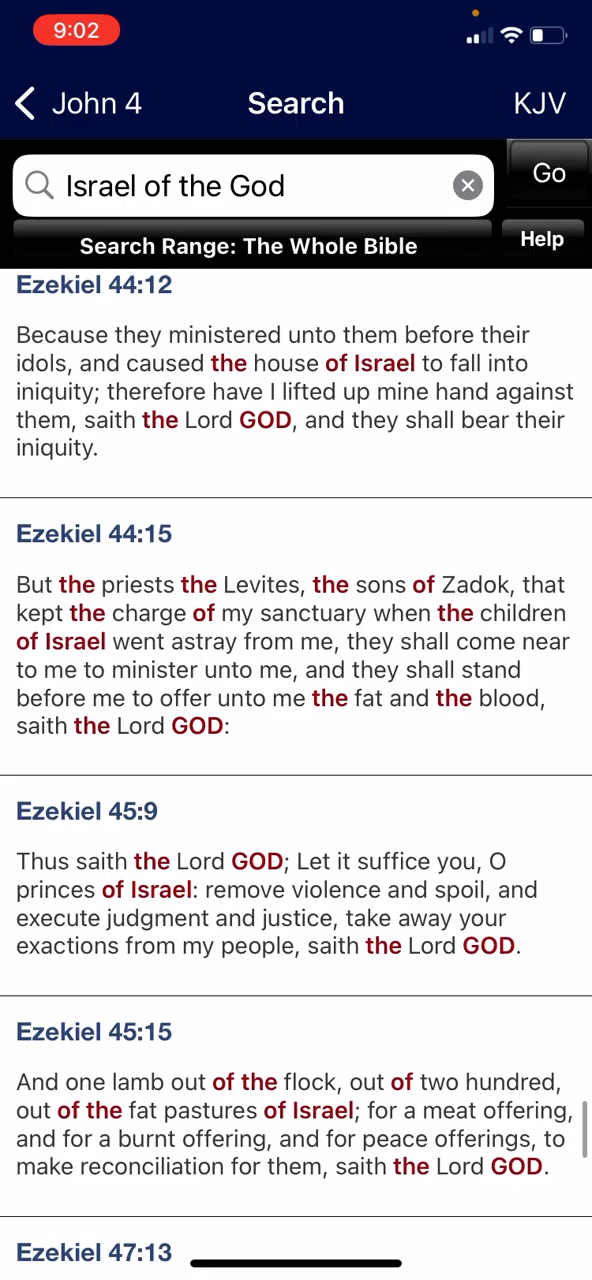 9:02
John 4
Search
KJV
Israel of the God
Go
Search Range: The Whole Bible
Help
Ezekiel 44:12
Because they ministered unto them before their
idols, and caused the house of Israel to fall into
iniquity; therefore have I lifted up mine hand against
them, saith the Lord GOD, and they shall bear their
iniquity.
Ezekiel 44:15
But the priests the Levites, the sons of Zadok, that
kept the charge of my sanctuary when the children
of Israel went astray from me, they shall come near
to me to minister unto me, and they shall stand
before me to offer unto me the fat and the blood,
saith the Lord GOD:
Ezekiel 45:9
Thus saith the Lord GOD; Let it suffice you, O
princes of Israel: remove violence and spoil, and
execute judgment and justice, take away your
exactions from my people, saith the Lord GOD.
Ezekiel 45:15
And one lamb out of the flock, out of two hundred,
out of the fat pastures of Israel; for a meat offering,
and for a burnt offering, and for peace offerings, to
make reconciliation for them, saith the Lord GOD.
Ezekiel 47:13